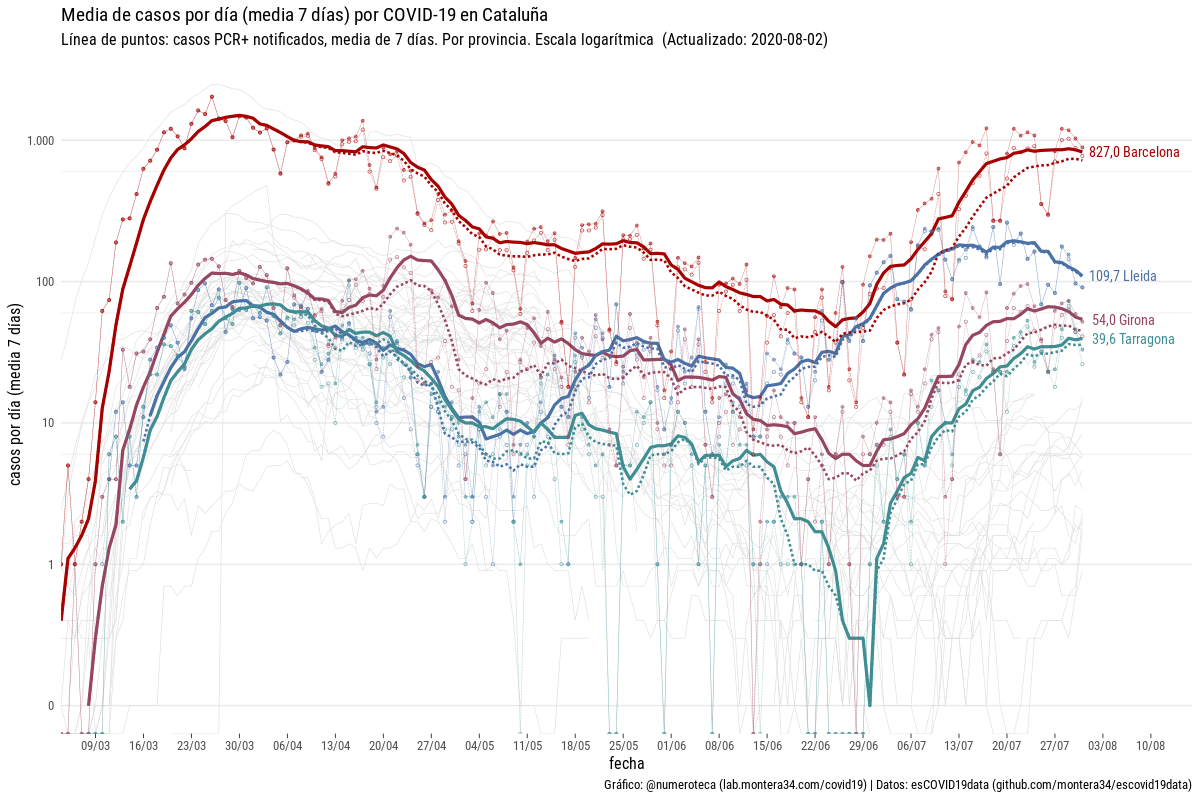 Media de casos por día (media 7 días) por COVID-19 en Cataluña
Línea de puntos: casos PCR+ notificados, media de 7 días. Por provincia. Escala logarítmica  (Actualizado: 2020-08-02)
casos por día (media 7 días)
1.000
100
10
1
0
827,0 Barcelona
109,7 Lleida
54,0 Girona
39,6 Tarragona
09/03 16/03 23/03 30/03 06/04 13/04 20/04 27/04 04/05 11/05 18/05 25/05 01/06 08/06 15/06 22/06 29/06 06/07 13/07 20/07 27/07 03/08 10/08
fecha
Gráfico: @numeroteca (lab.montera34.com/covid19) | Datos: esCOVID19data (github.com/montera34/escovid19data)